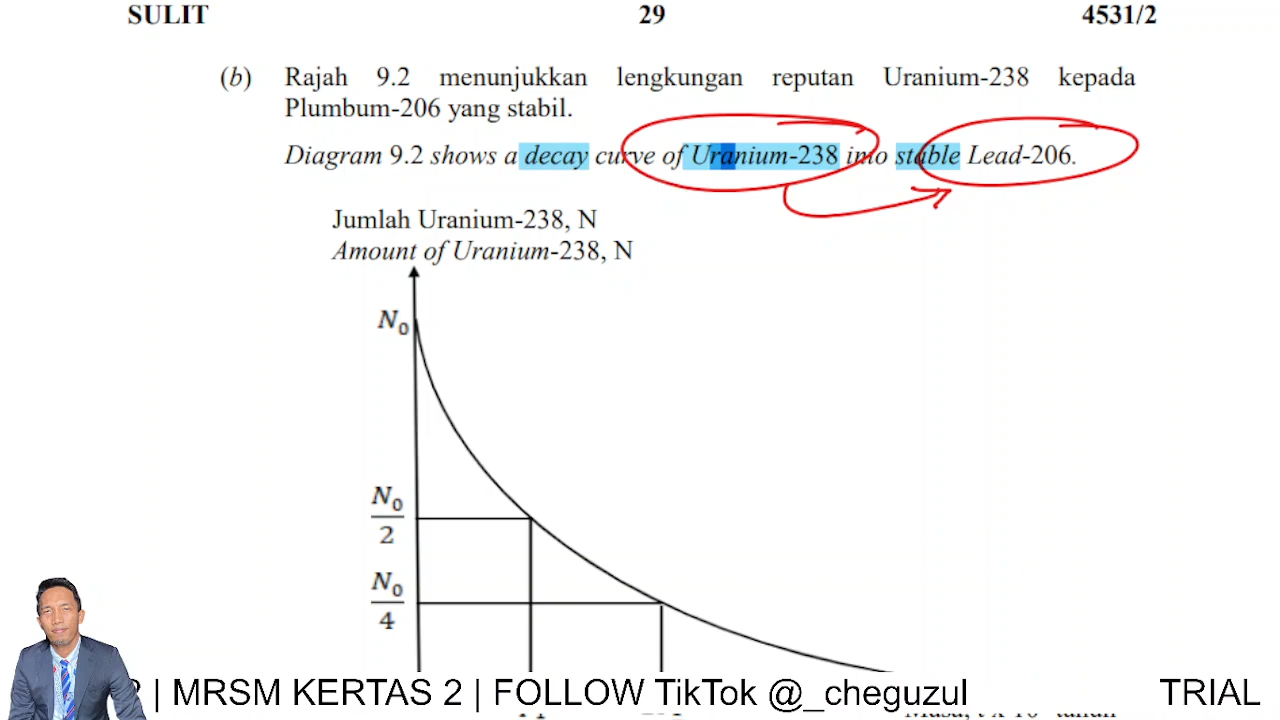 SULIT 29 4531/2
(b) Rajah 9.2 menunjukkan lengkungan reputan Uranium-238 kepada
Plumbum-206 yang stabil.
Diagram 9.2 shows a decay curve of Uranium-238 into stable Lead-206.
Jumlah Uranium-238, N
Amount of Uranium-238, N
N₀
N₀
2
N₀
4
| MRSM KERTAS 2 | FOLLOW TikTok @_cheguzul TRIAL